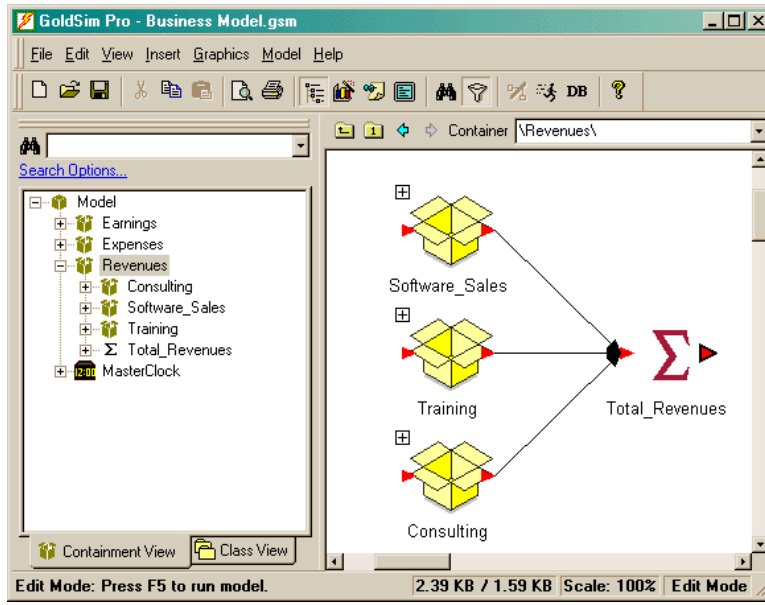 GoldSim Pro - Business Model.gsm
File Edit View Insert Graphics Model Help
DB
Container \Revenues\
Search Options...
Model
Earnings
Expenses
Revenues
Consulting
Software_Sales
Training
Σ Total_Revenues
12:00 MasterClock
Software_Sales
Training
Σ
Total_Revenues
Consulting
Containment View
Class View
Edit Mode: Press F5 to run model.
2.39 KB / 1.59 KB
Scale: 100%
Edit Mode